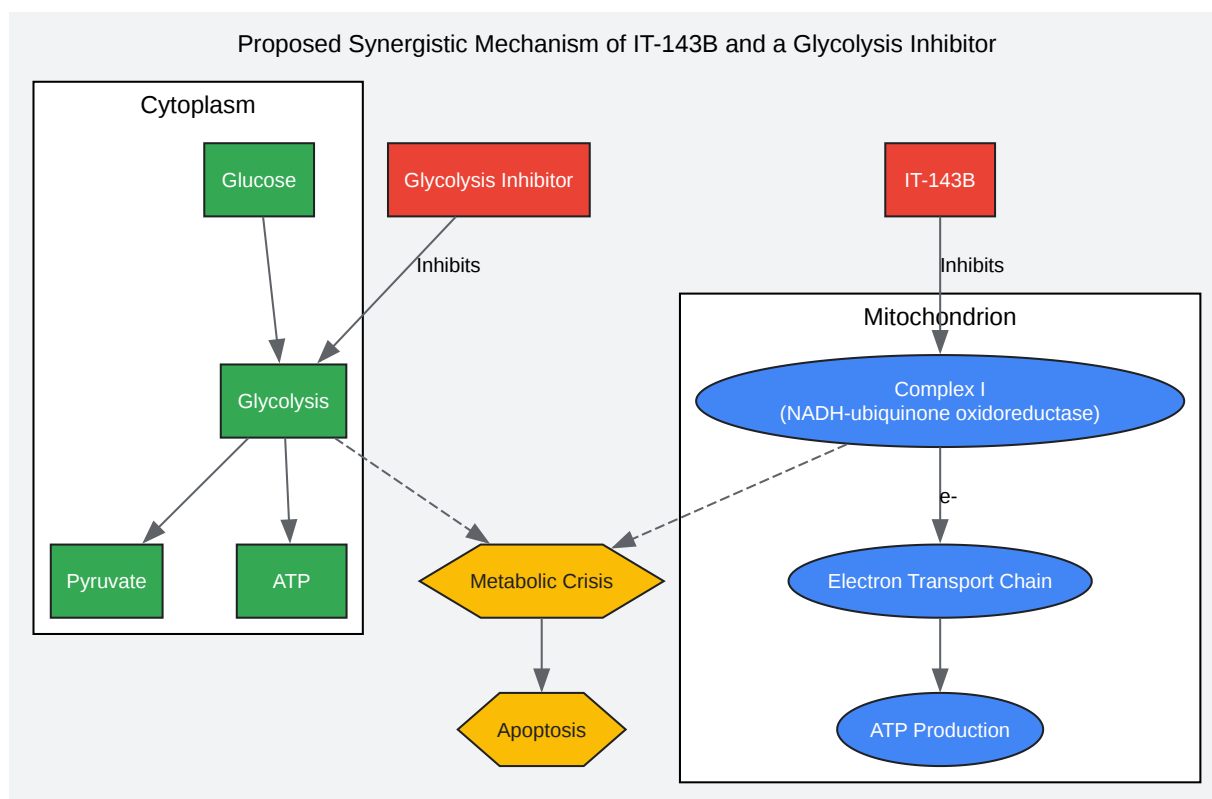 Proposed Synergistic Mechanism of IT-143B and a Glycolysis Inhibitor
Cytoplasm
Glucose
Glycolysis Inhibitor
IT-143B
Inhibits
Inhibits
Mitochondrion
Glycolysis
Complex I
(NADH-ubiquinone oxidoreductase)
e-
Pyruvate
ATP
Metabolic Crisis
Electron Transport Chain
Apoptosis
ATP Production